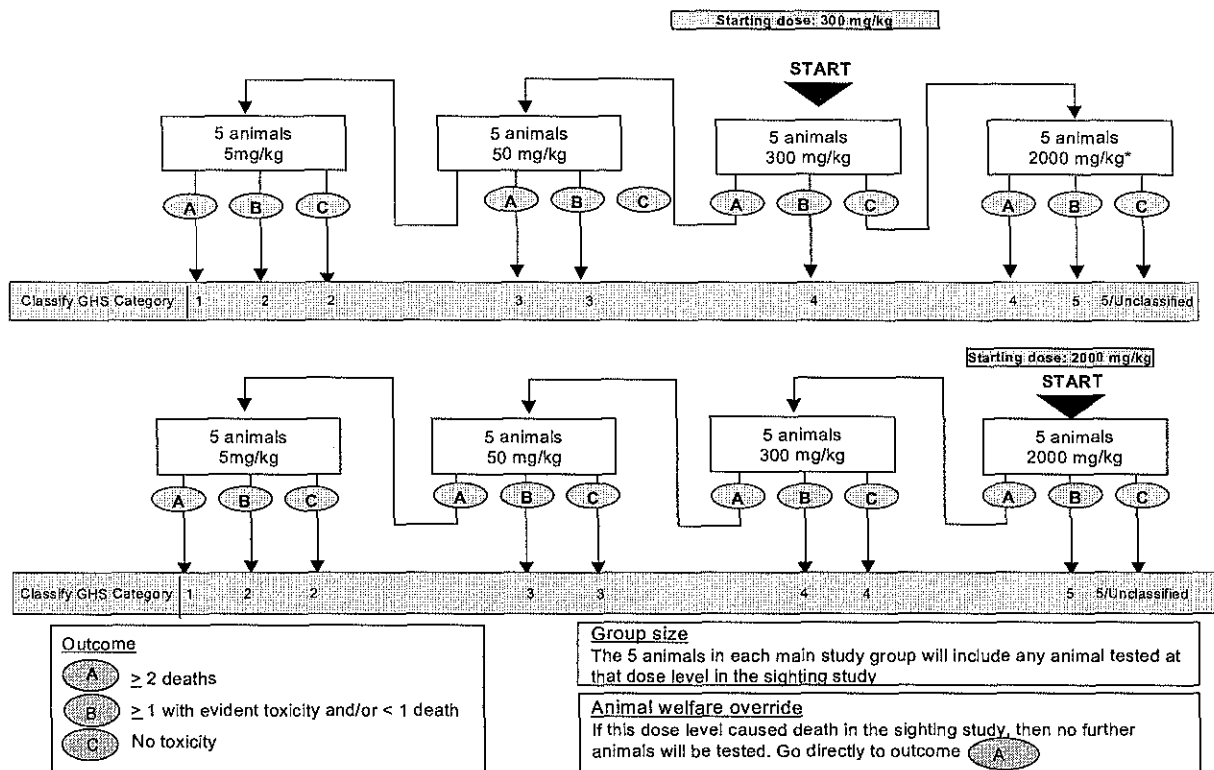 Starting dose: 300 mg/kg
START
5 animals
5mg/kg
5 animals
50 mg/kg
5 animals
300 mg/kg
5 animals
2000 mg/kg*
A B C A B C A B C A B C
Classify GHS Category 1 2 2 3 3 4 4 5 5/Unclassified
Starting dose: 2000 mg/kg
START
5 animals
5mg/kg
5 animals
50 mg/kg
5 animals
300 mg/kg
5 animals
2000 mg/kg
A B C A B C A B C A B C
Classify GHS Category 1 2 2 3 3 4 4 5 5/Unclassified
Outcome
A ≥ 2 deaths
B ≥ 1 with evident toxicity and/or < 1 death
C No toxicity
Group size
The 5 animals in each main study group will include any animal tested at
that dose level in the sighting study
Animal welfare override
If this dose level caused death in the sighting study, then no further
animals will be tested. Go directly to outcome A